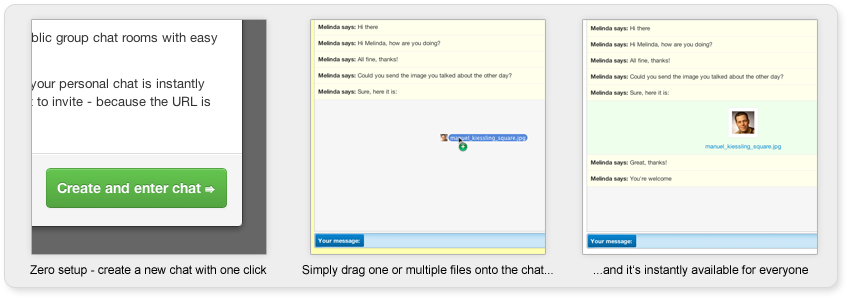 blic group chat rooms with easy
your personal chat is instantly
t to invite - because the URL is
Create and enter chat ⇨
Zero setup - create a new chat with one click
Melinda says: Hi there
Melinda says: Hi Melinda, how are you doing?
Melinda says: All fine, thanks!
Melinda says: Could you send the image you talked about the other day?
Melinda says: Sure, here it is:
manuel_kiessling_square.jpg
Your message:
Simply drag one or multiple files onto the chat...
Melinda says: Hi there
Melinda says: Hi Melinda, how are you doing?
Melinda says: All fine, thanks!
Melinda says: Could you send the image you talked about the other day?
Melinda says: Sure, here it is:
manuel_kiessling_square.jpg
Melinda says: Great, thanks!
Melinda says: You're welcome
Your message:
...and it's instantly available for everyone